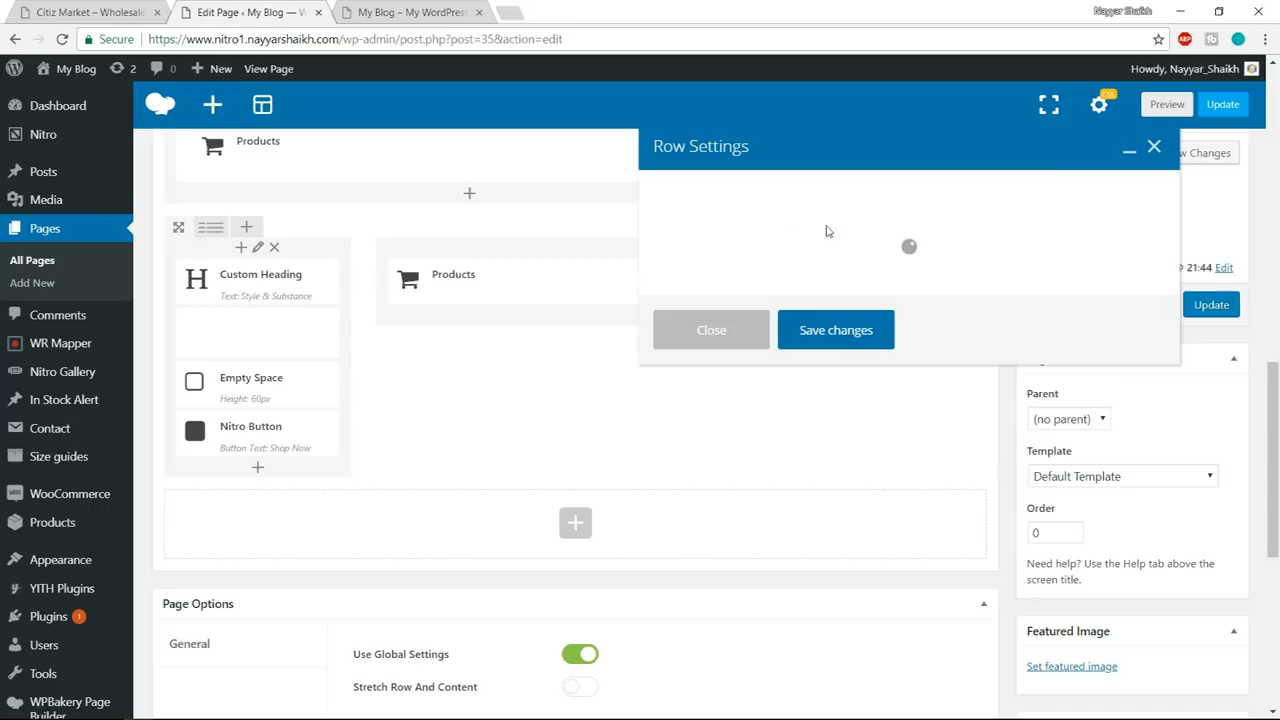 Citiz Market – Wholesale
Edit Page ‹ My Blog —
My Blog – My WordPress
Nayyar Shaikh
Secure
https://www.nitro1.nayyarshaikh.com/wp-admin/post.php?post=35&action=edit
ABP
tb
My Blog
2
0
New
View Page
Howdy, Nayyar_Shaikh
Dashboard
Nitro
Posts
Media
Pages
All Pages
Add New
Comments
WR Mapper
Nitro Gallery
In Stock Alert
Contact
Size guides
WooCommerce
Products
Appearance
YITH Plugins
Plugins 1
Users
Tools
WPBakery Page
Builder
CSS
Preview
Update
Products
Custom Heading
Text: Style & Substance
Empty Space
Height: 60px
Nitro Button
Button Text: Shop Now
Products
Row Settings
Close
Save changes
w Changes
@ 21:44 Edit
Update
Parent
(no parent)
Template
Default Template
Order
0
Need help? Use the Help tab above the
screen title.
Featured Image
Set featured image
Page Options
General
Use Global Settings
Stretch Row And Content